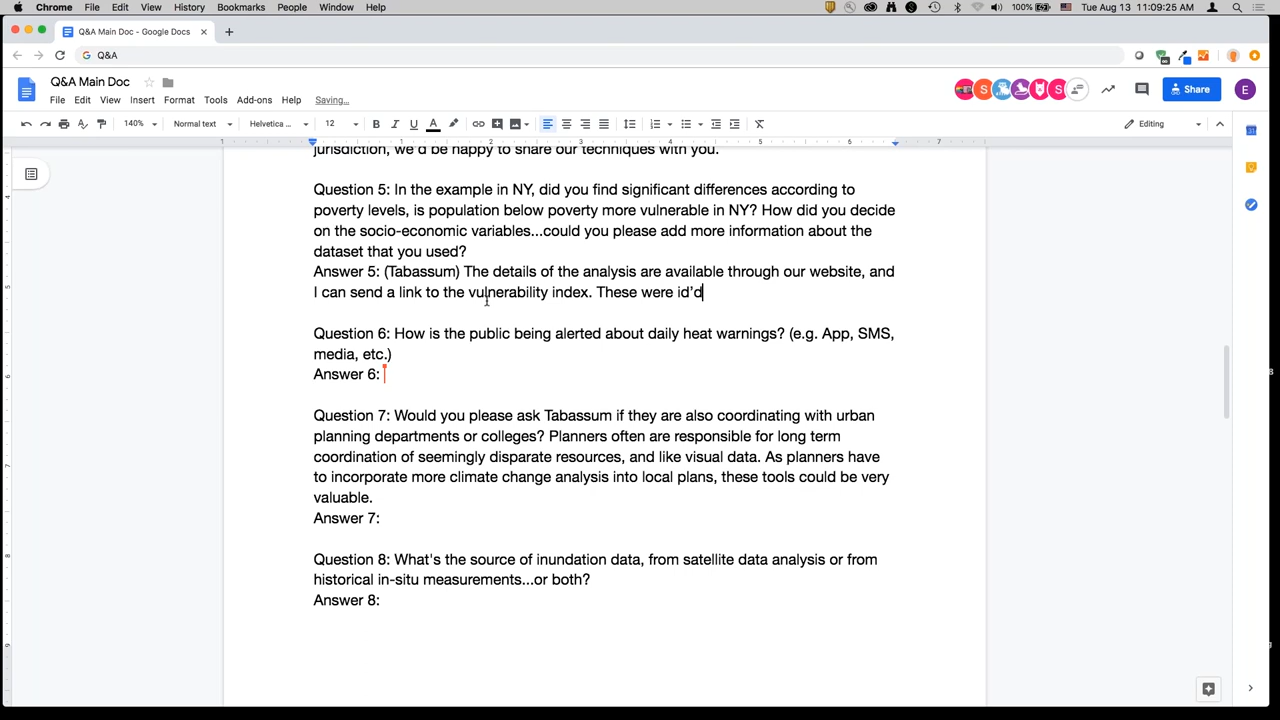 Chrome File Edit View History Bookmarks People Window Help 100% Tue Aug 13 11:09:25 AM
Q&A Main Doc - Google Docs
Q&A
Q&A Main Doc
File Edit View Insert Format Tools Add-ons Help Saving...
S S Share E
140% Normal text Helvetica ... 12 B I U A Editing
1 1 2 3 4 5 6 7
jurisdiction, we'd be happy to share our techniques with you.
Question 5: In the example in NY, did you find significant differences according to
poverty levels, is population below poverty more vulnerable in NY? How did you decide
on the socio-economic variables...could you please add more information about the
dataset that you used?
Answer 5: (Tabassum) The details of the analysis are available through our website, and
I can send a link to the vulnerability index. These were id'd
Question 6: How is the public being alerted about daily heat warnings? (e.g. App, SMS,
media, etc.)
Answer 6:
Question 7: Would you please ask Tabassum if they are also coordinating with urban
planning departments or colleges? Planners often are responsible for long term
coordination of seemingly disparate resources, and like visual data. As planners have
to incorporate more climate change analysis into local plans, these tools could be very
valuable.
Answer 7:
Question 8: What's the source of inundation data, from satellite data analysis or from
historical in-situ measurements...or both?
Answer 8: